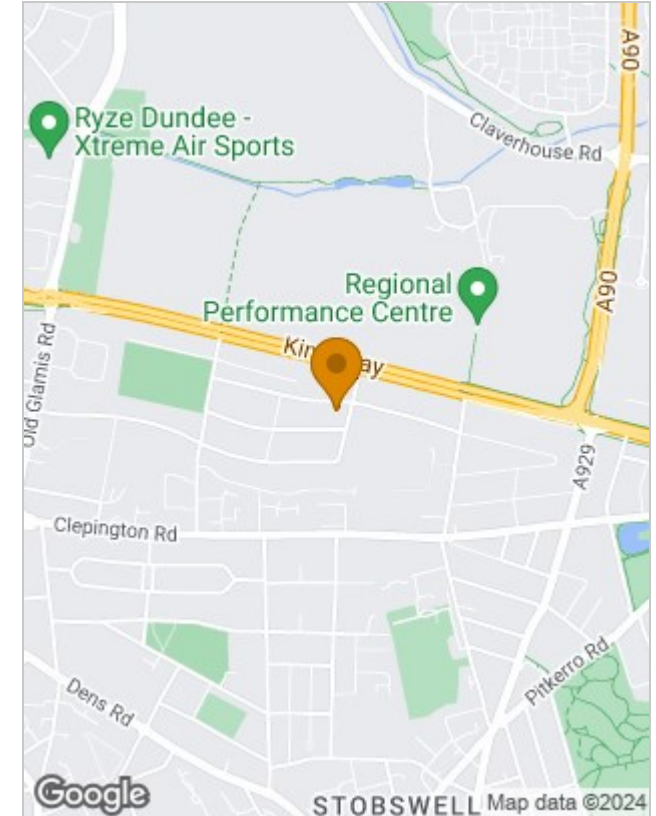 A90
Ryze Dundee -
Xtreme Air Sports
Claverhouse Rd
Regional
Performance Centre
A90
Old Glamis Rd
A929
Clepington Rd
Pitkerro Rd
Dens Rd
Google
STOBSWELL
Map data ©2024